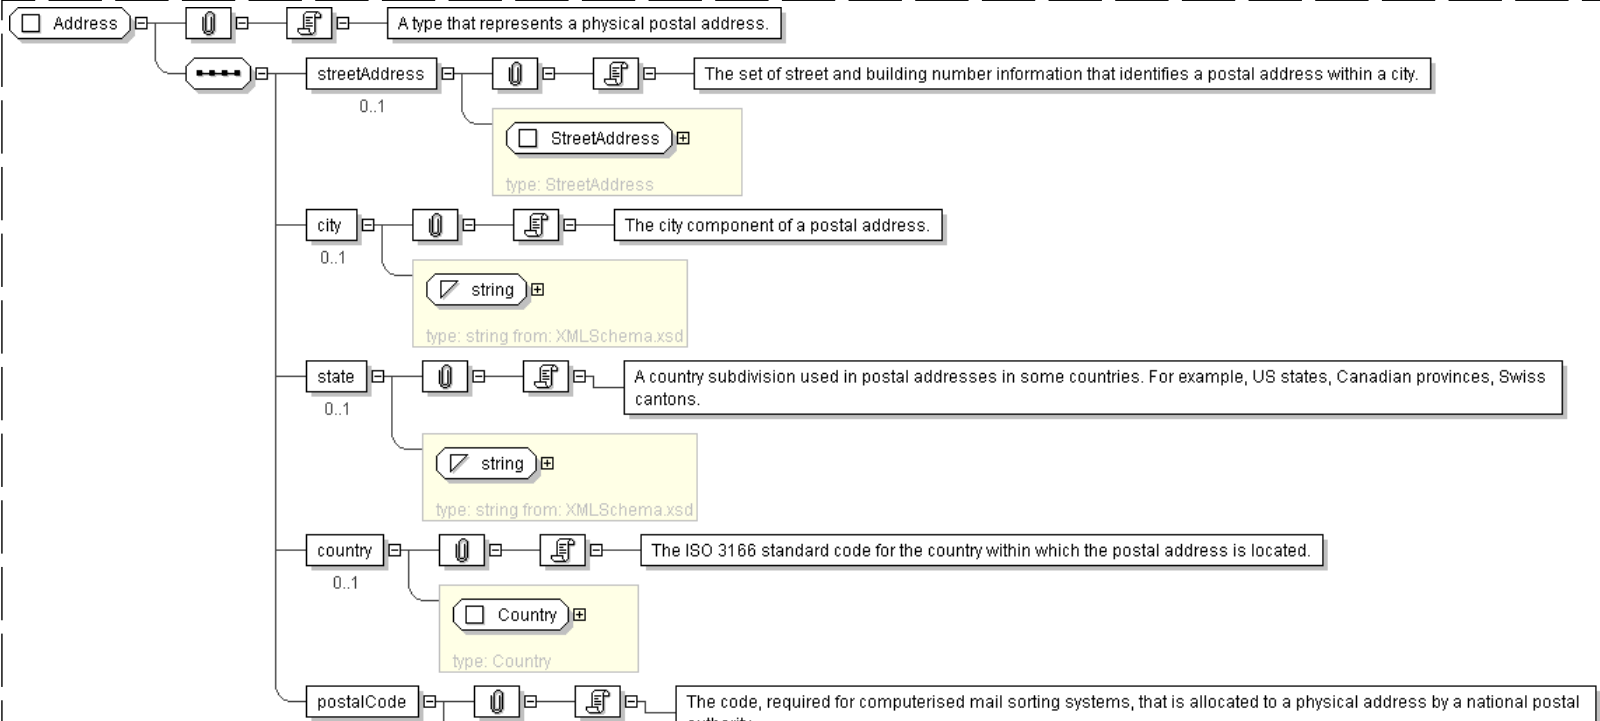 Address
A type that represents a physical postal address.
streetAddress
The set of street and building number information that identifies a postal address within a city.
0..1
StreetAddress
type: StreetAddress
city
The city component of a postal address.
0..1
string
type: string from: XMLSchema.xsd
state
A country subdivision used in postal addresses in some countries. For example, US states, Canadian provinces, Swiss
cantons.
0..1
string
type: string from: XMLSchema.xsd
country
The ISO 3166 standard code for the country within which the postal address is located.
0..1
Country
type: Country
postalCode
The code, required for computerised mail sorting systems, that is allocated to a physical address by a national postal